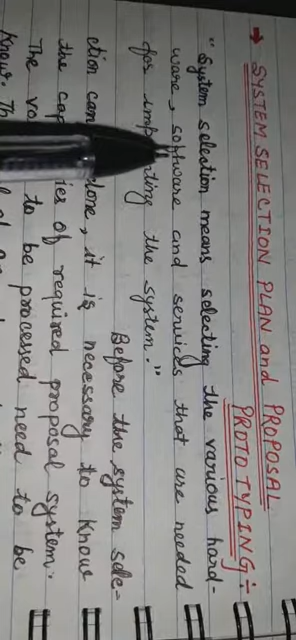 → SYSTEM SELECTION PLAN and PROPOSAL
PROTOTYPING:-
"System selection means selecting the various hard-
ware, software and services that are needed
for imp ting the system."
Before the system sele-
ction can done, it is necessary to know
the cap ies of required proposal system.
The vo to be processed need to be
know. Th